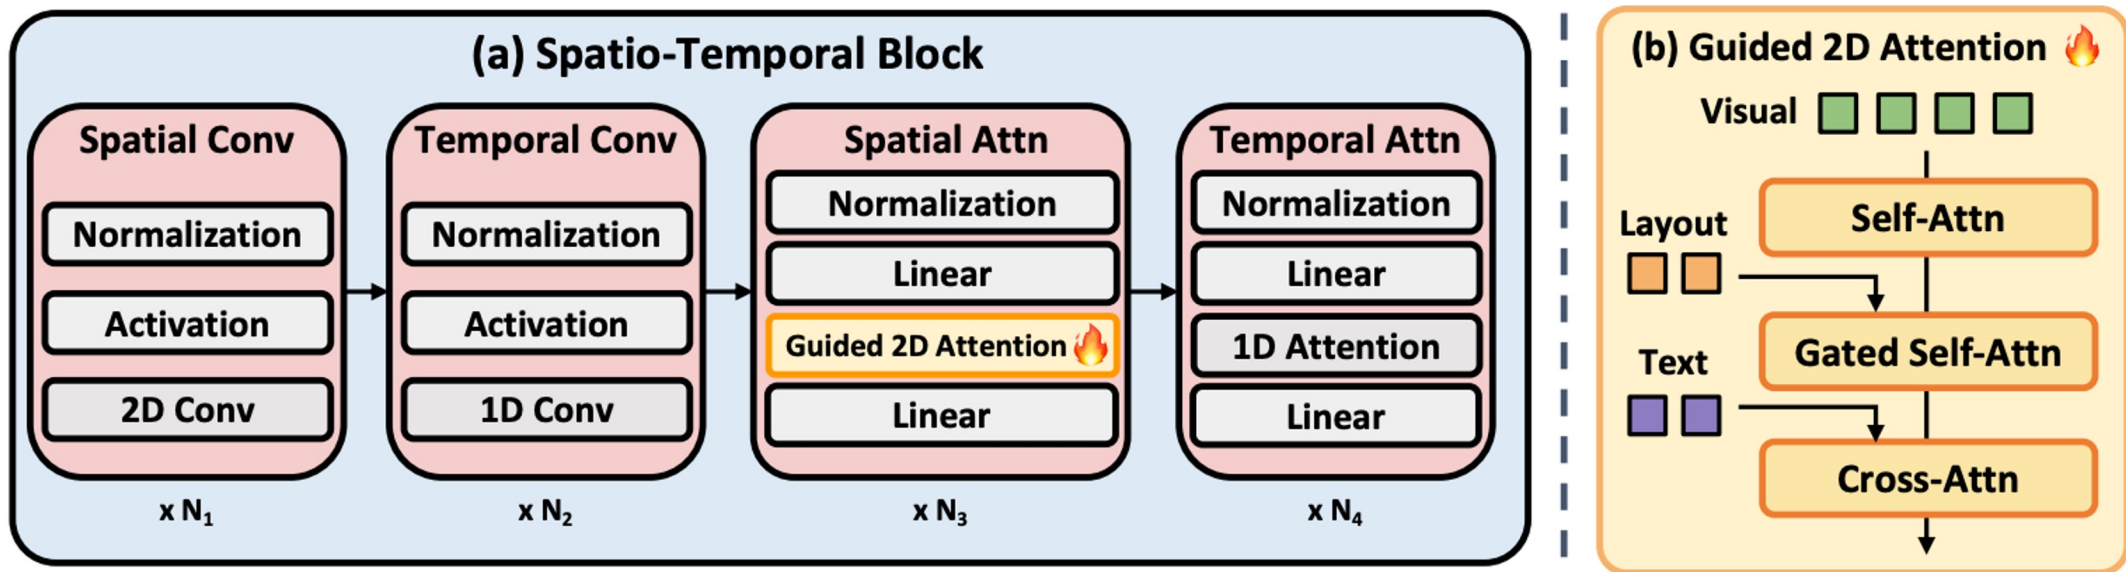 (a) Spatio-Temporal Block
Spatial Conv
Normalization
Activation
2D Conv
x N₁
Temporal Conv
Normalization
Activation
1D Conv
x N₂
Spatial Attn
Normalization
Linear
Guided 2D Attention 🔥
Linear
x N₃
Temporal Attn
Normalization
Linear
1D Attention
Linear
x N₄
(b) Guided 2D Attention 🔥
Visual
Self-Attn
Layout
Gated Self-Attn
Text
Cross-Attn